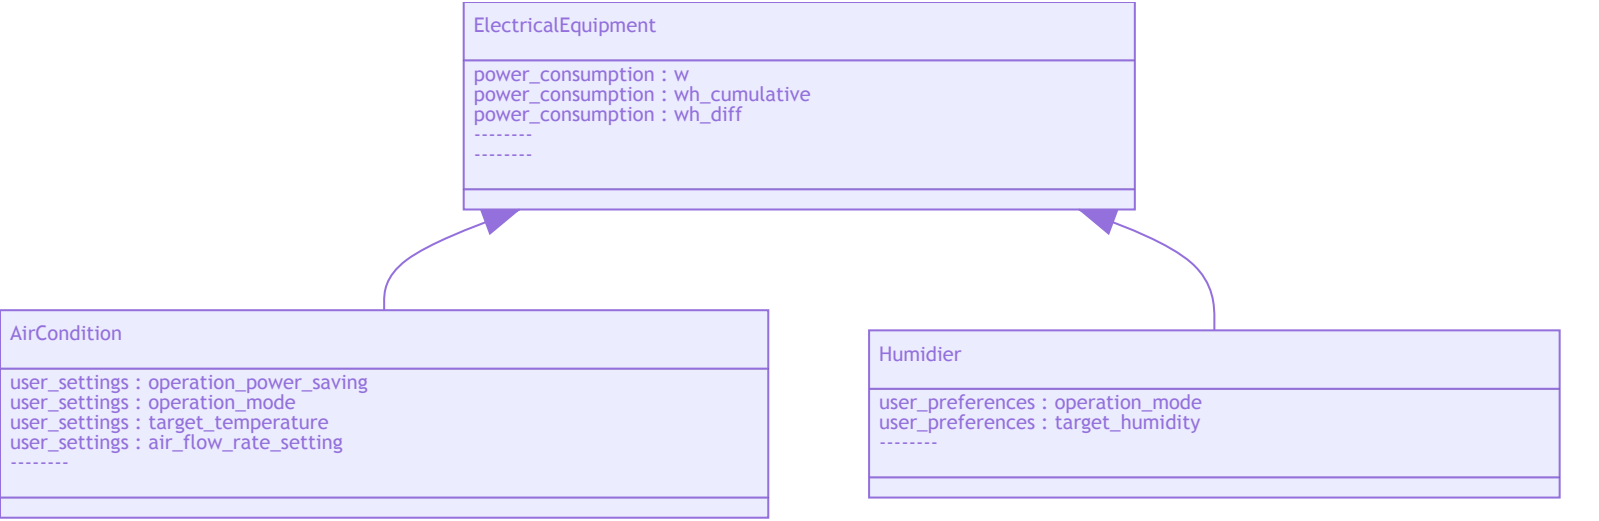 ElectricalEquipment
power_consumption : w
power_consumption : wh_cumulative
power_consumption : wh_diff
--------
--------
AirCondition
user_settings : operation_power_saving
user_settings : operation_mode
user_settings : target_temperature
user_settings : air_flow_rate_setting
--------
Humidier
user_preferences : operation_mode
user_preferences : target_humidity
--------